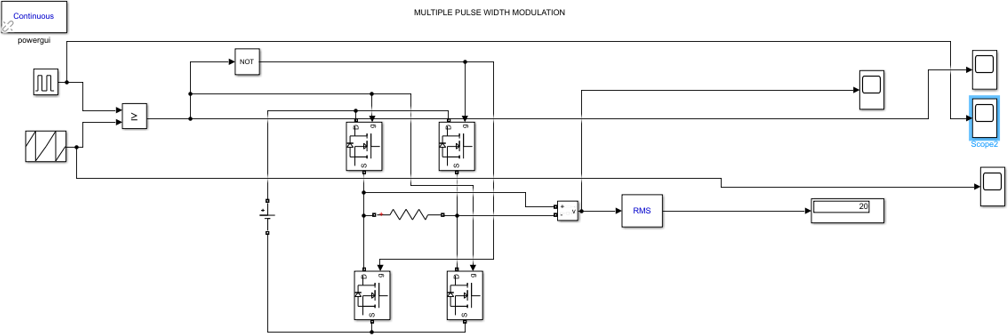 MULTIPLE PULSE WIDTH MODULATION
Continuous
powergui
NOT
≥
Scope2
g
g
S
S
+
+
-
v
RMS
20
g
g
S
S